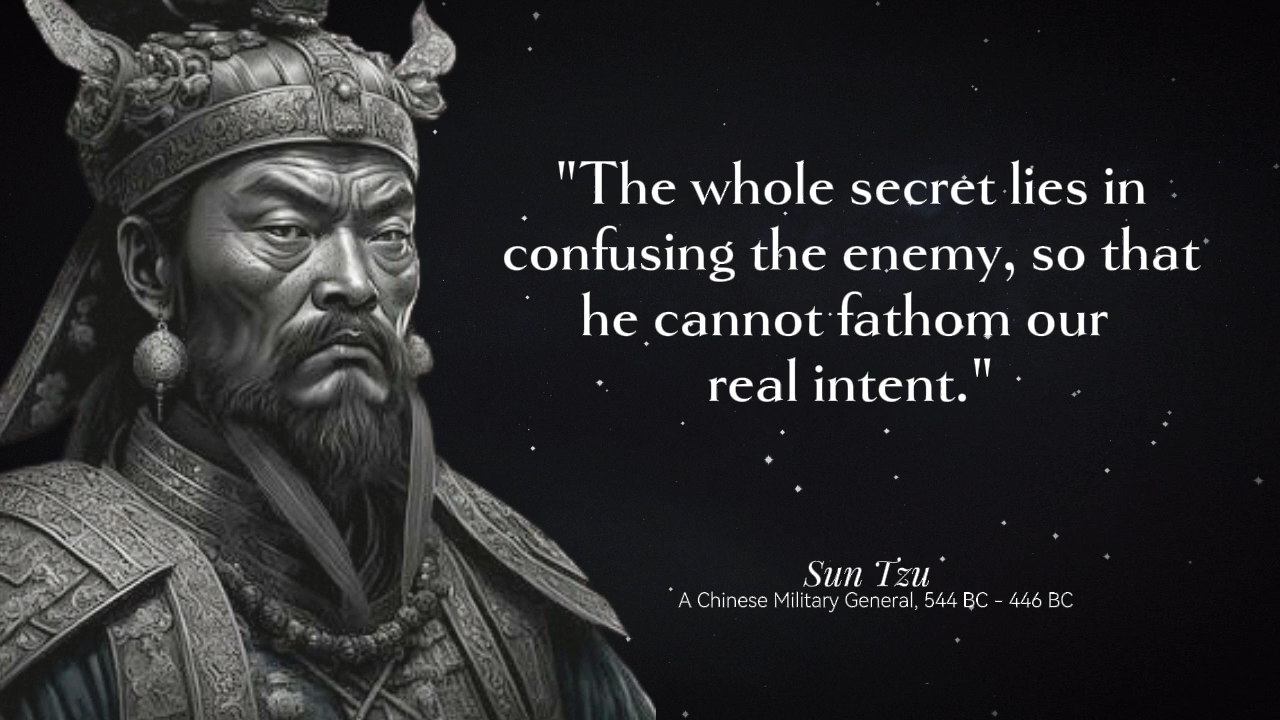 "The whole secret lies in
confusing the enemy, so that
he cannot fathom our
real intent."
Sun Tzu
A Chinese Military General, 544 BC - 446 BC